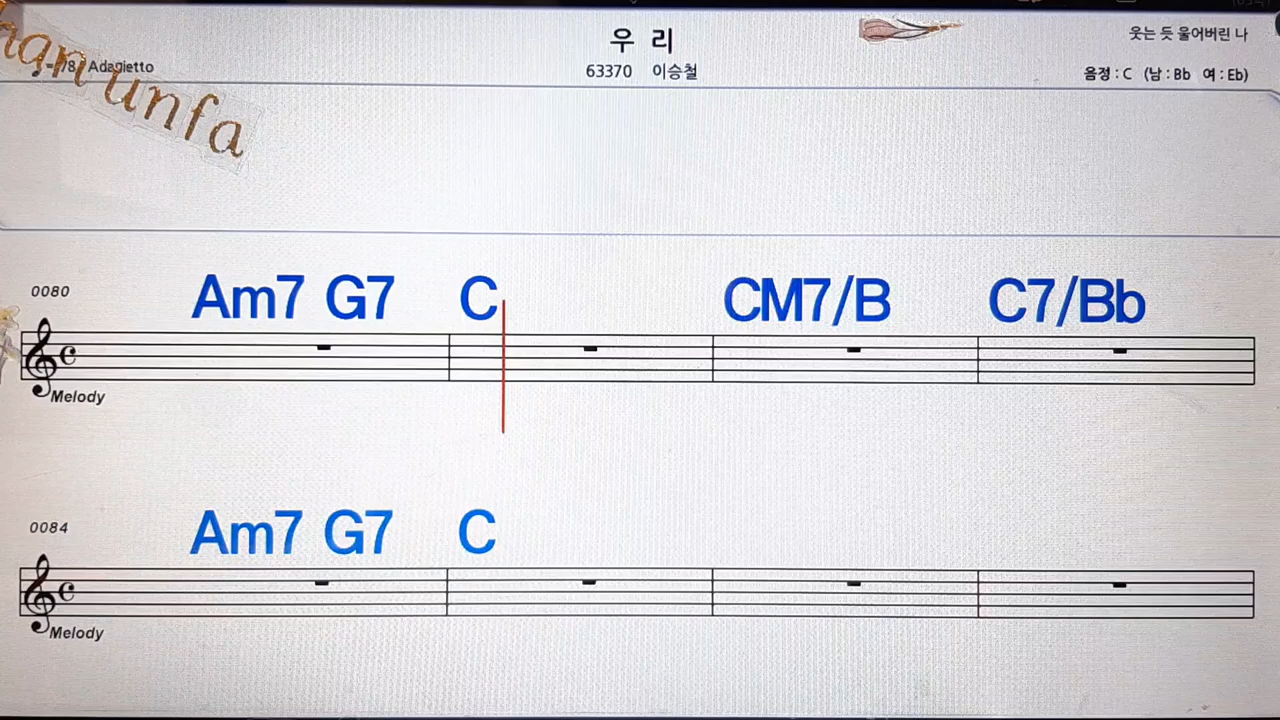 우 리
웃는 듯 울어버린 나
Adagietto
63370 이승철
음정 : C (남 : Bb 여 : Eb)
unfa
0080
Am7 G7 C CM7/B C7/Bb
Melody
0084
Am7 G7 C
Melody